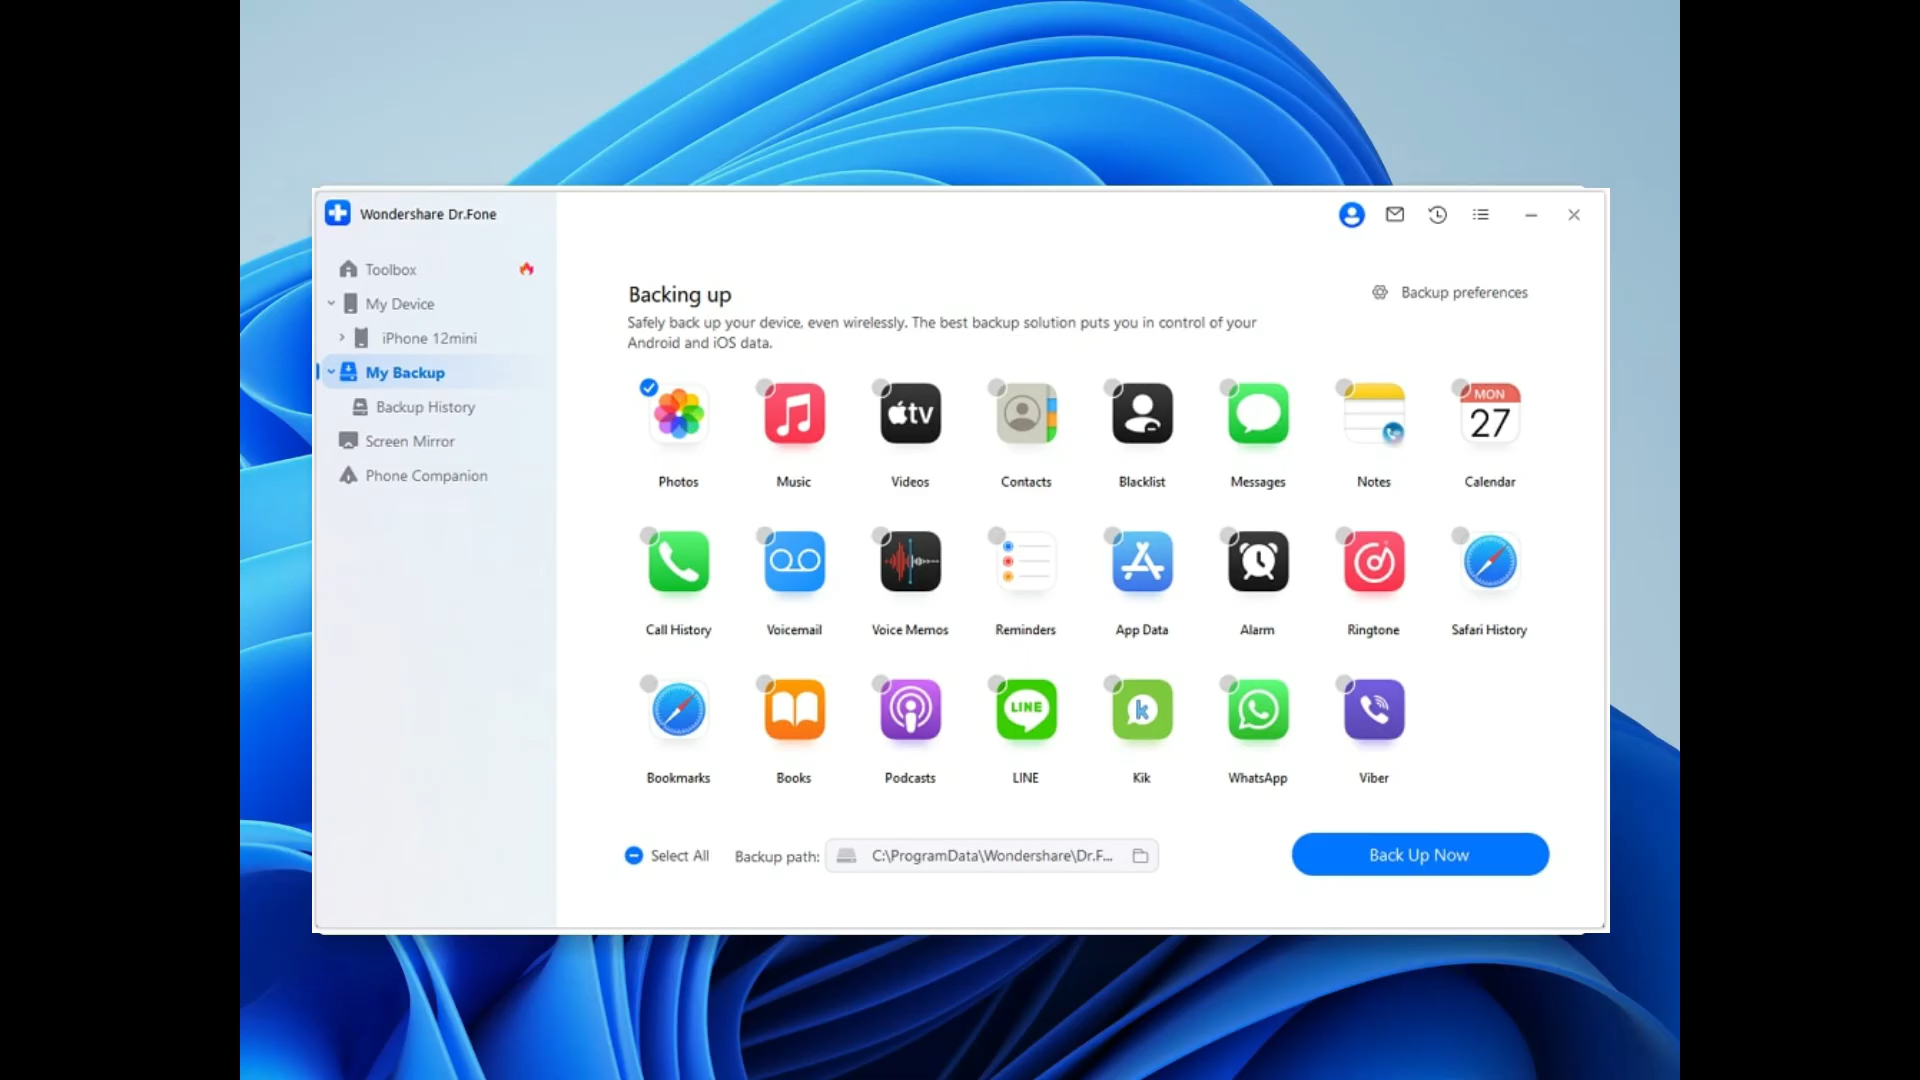 Wondershare Dr.Fone
Toolbox
My Device
iPhone 12mini
My Backup
Backup History
Screen Mirror
Phone Companion
Backing up
Backup preferences
Safely back up your device, even wirelessly. The best backup solution puts you in control of your
Android and iOS data.
tv
MON
27
Photos
Music
Videos
Contacts
Blacklist
Messages
Notes
Calendar
Call History
Voicemail
Voice Memos
Reminders
App Data
Alarm
Ringtone
Safari History
LINE
k
Bookmarks
Books
Podcasts
LINE
Kik
WhatsApp
Viber
Select All
Backup path:
C:\ProgramData\Wondershare\Dr.F...
Back Up Now